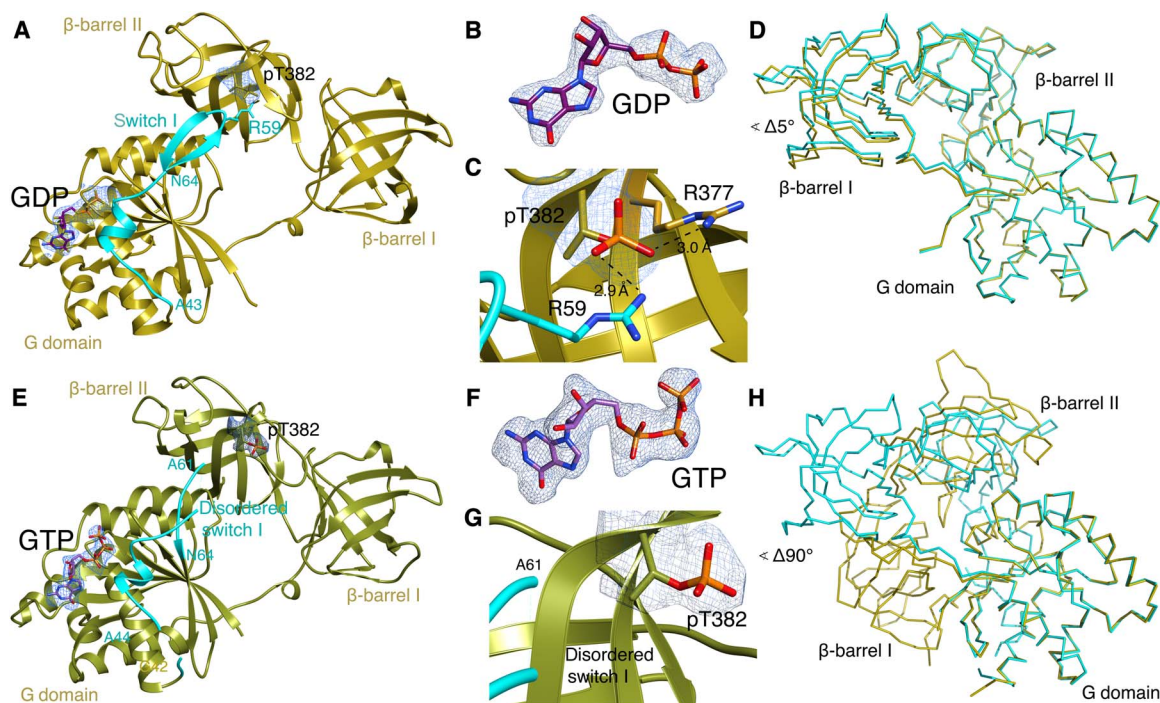 A
β-barrel II
pT382
Switch I
R59
N64
GDP
β-barrel I
A43
G domain
B
GDP
C
R377
pT382
3.0 Å
2.9 Å
R59
D
β-barrel II
∢ Δ5°
β-barrel I
G domain
E
β-barrel II
pT382
A61
Disordered
switch I
GTP
N64
β-barrel I
A44
G domain
F
GTP
G
A61
pT382
Disordered
switch I
H
β-barrel II
∢ Δ90°
β-barrel I
G domain